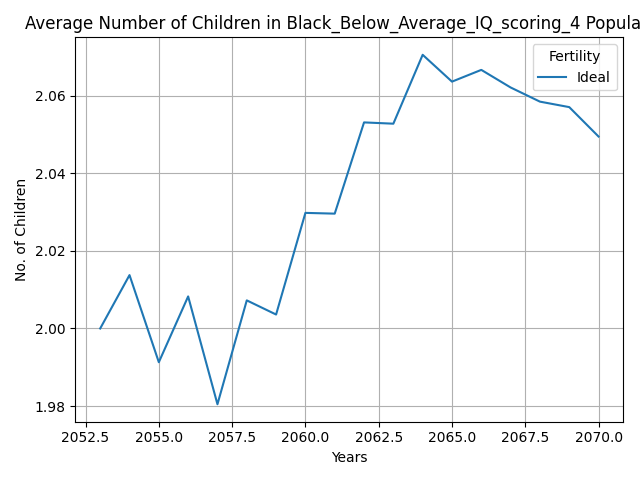 Average Number of Children in Black_Below_Average_IQ_scoring_4 Popula
Fertility
Ideal
2.06
2.04
2.02
2.00
1.98
No. of Children
2052.5 2055.0 2057.5 2060.0 2062.5 2065.0 2067.5 2070.0
Years